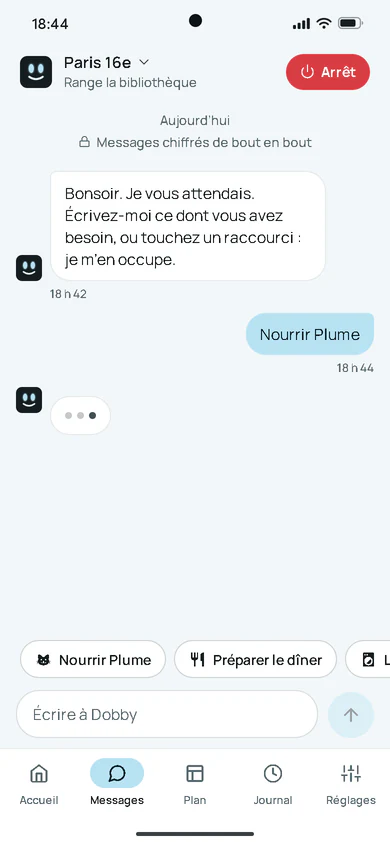 18:44
Paris 16e
Range la bibliothèque
Arrêt
Aujourd'hui
Messages chiffrés de bout en bout
Bonsoir. Je vous attendais.
Écrivez-moi ce dont vous avez
besoin, ou touchez un raccourci :
je m'en occupe.
18 h 42
Nourrir Plume
18 h 44
Nourrir Plume
Préparer le dîner
L
Écrire à Dobby
Accueil
Messages
Plan
Journal
Réglages